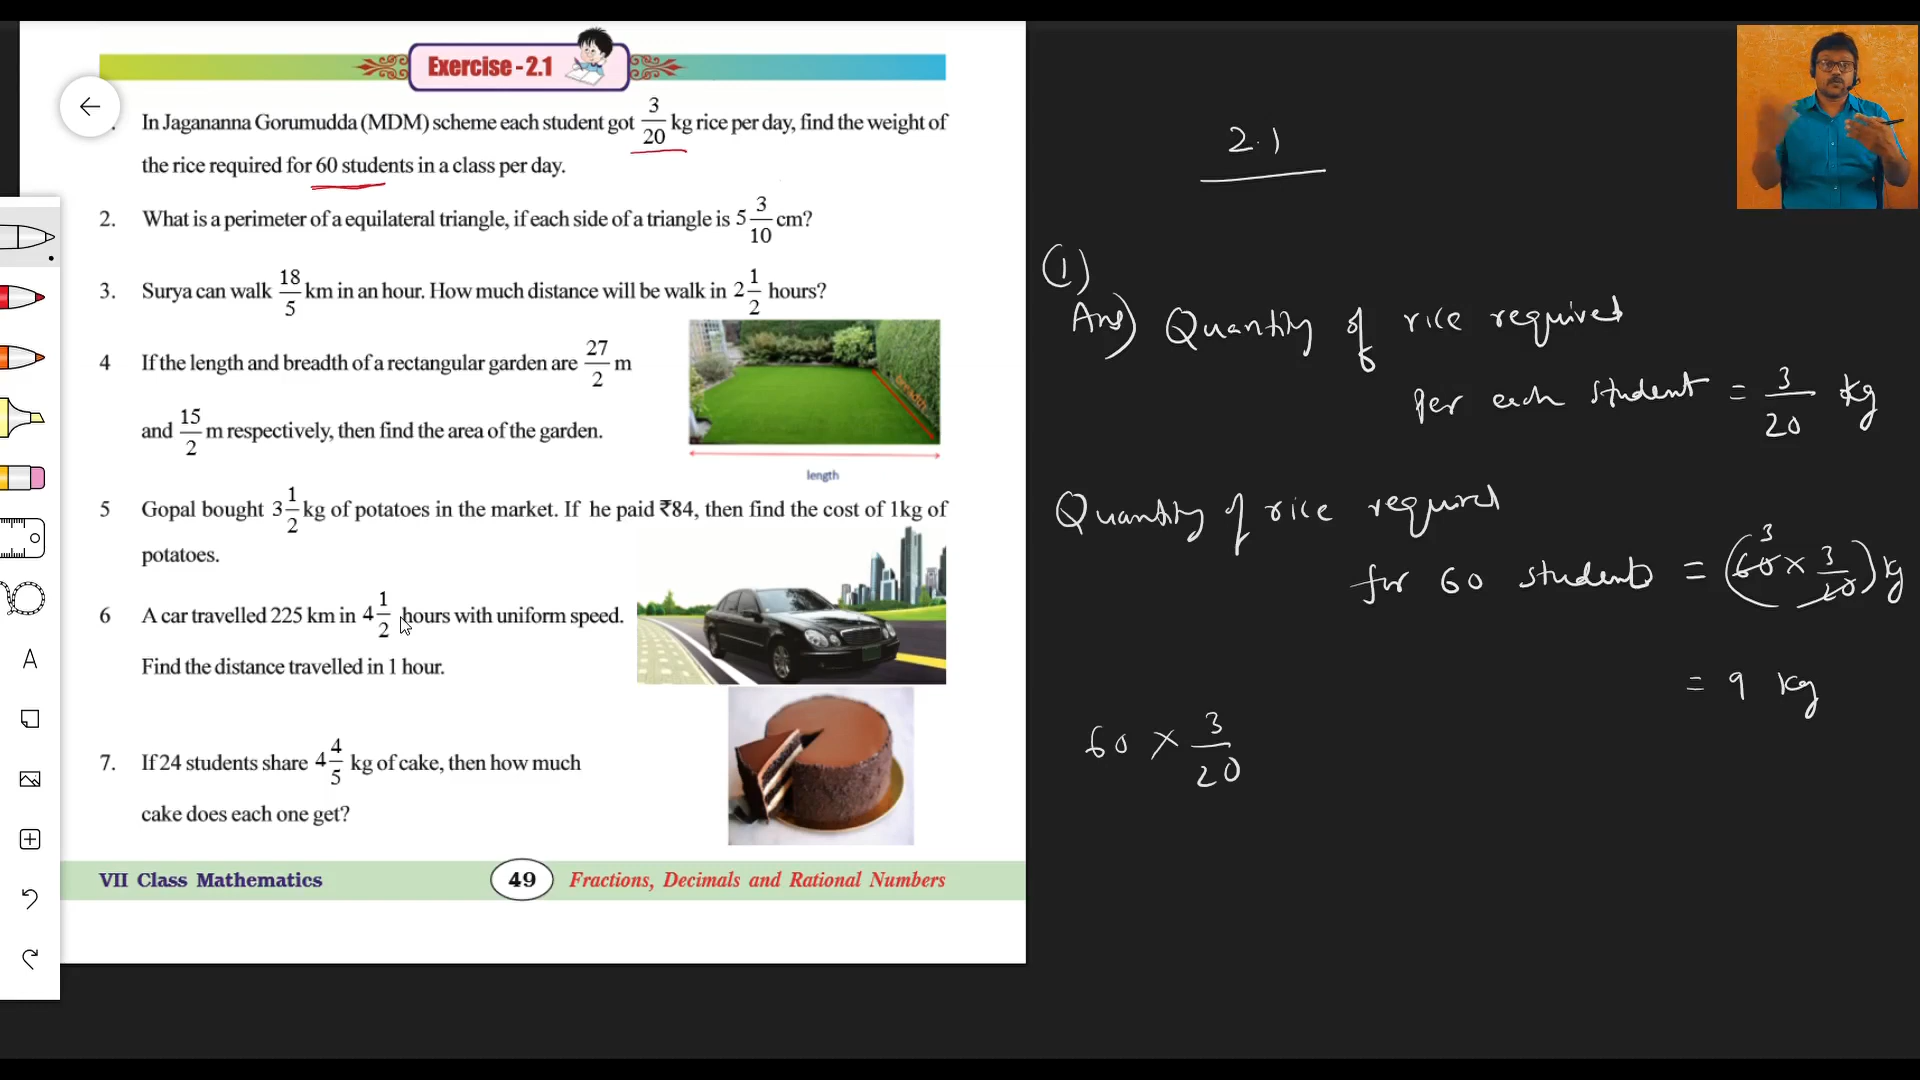 Exercise - 2.1
In Jagananna Gorumudda (MDM) scheme each student got 3/20 kg rice per day, find the weight of
the rice required for 60 students in a class per day.
2. What is a perimeter of a equilateral triangle, if each side of a triangle is 5 3/10 cm?
3. Surya can walk 18/5 km in an hour. How much distance will be walk in 2 1/2 hours?
4 If the length and breadth of a rectangular garden are 27/2 m
and 15/2 m respectively, then find the area of the garden.
length
5 Gopal bought 3 1/2 kg of potatoes in the market. If he paid ₹84, then find the cost of 1kg of
potatoes.
6 A car travelled 225 km in 4 1/2 hours with uniform speed.
Find the distance travelled in 1 hour.
7. If 24 students share 4 4/5 kg of cake, then how much
cake does each one get?
VII Class Mathematics 49 Fractions, Decimals and Rational Numbers
2.1
(1)
Ans) Quantity of rice required
per each student = 3/20 kg
Quantity of rice required
for 60 students = (60 3 × 3/20) kg
= 9 kg
60 × 3/20
A